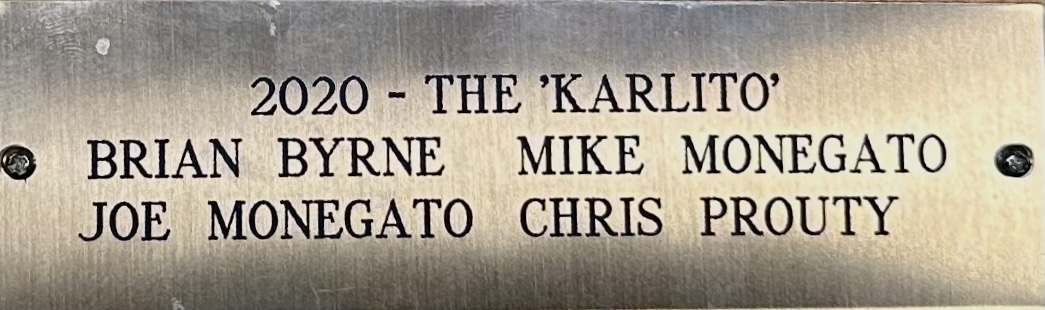 2020 - THE 'KARLITO'
BRIAN BYRNE MIKE MONEGATO
JOE MONEGATO CHRIS PROUTY